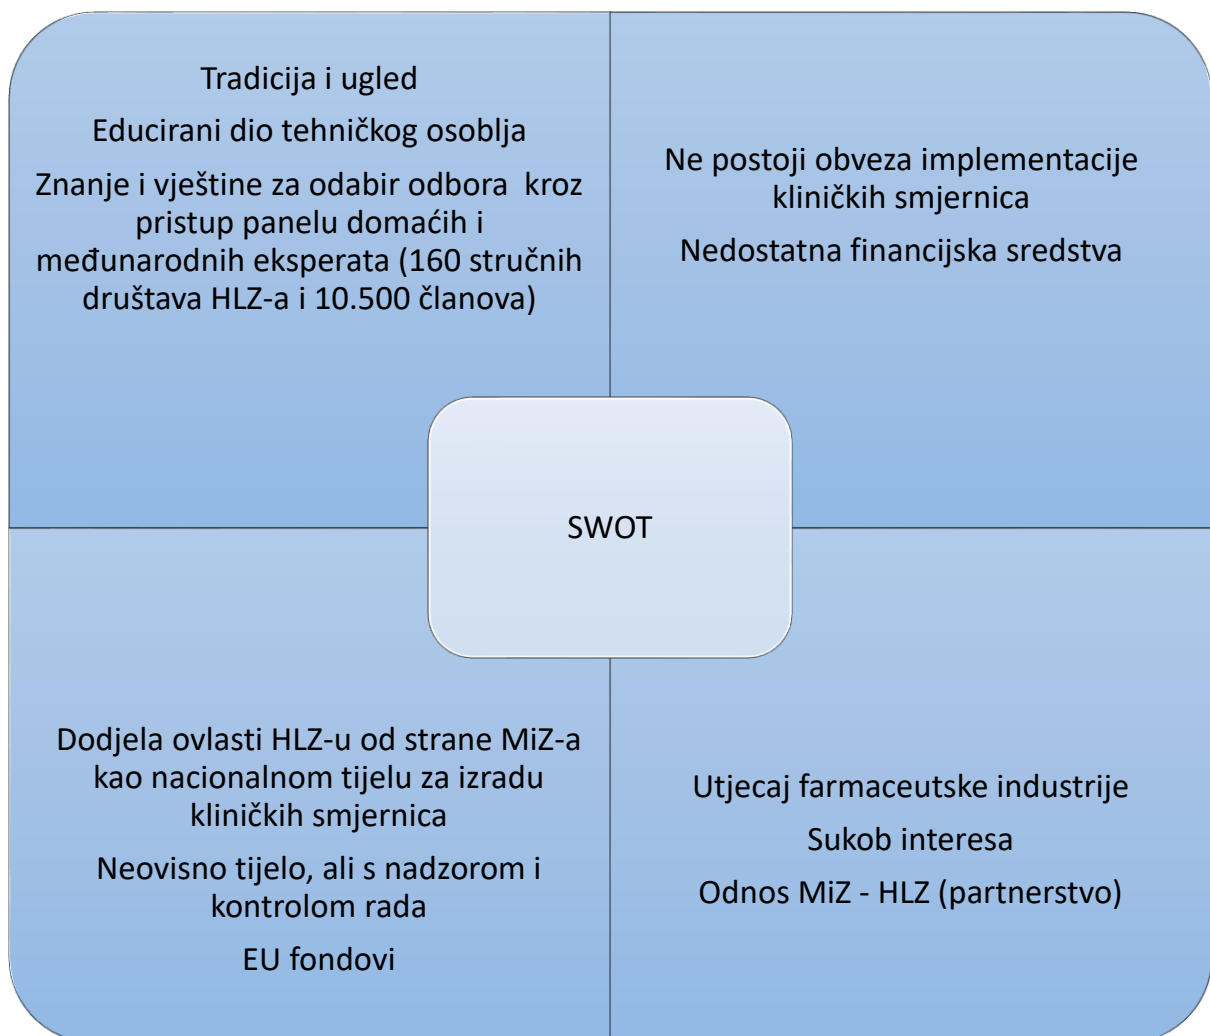 Tradicija i ugled
Educirani dio tehničkog osoblja
Znanje i vještine za odabir odbora  kroz
pristup panelu domaćih i
međunarodnih eksperata (160 stručnih
društava HLZ-a i 10.500 članova)
Ne postoji obveza implementacije
kliničkih smjernica
Nedostatna financijska sredstva
SWOT
Dodjela ovlasti HLZ-u od strane MiZ-a
kao nacionalnom tijelu za izradu
kliničkih smjernica
Neovisno tijelo, ali s nadzorom i
kontrolom rada
EU fondovi
Utjecaj farmaceutske industrije
Sukob interesa
Odnos MiZ - HLZ (partnerstvo)